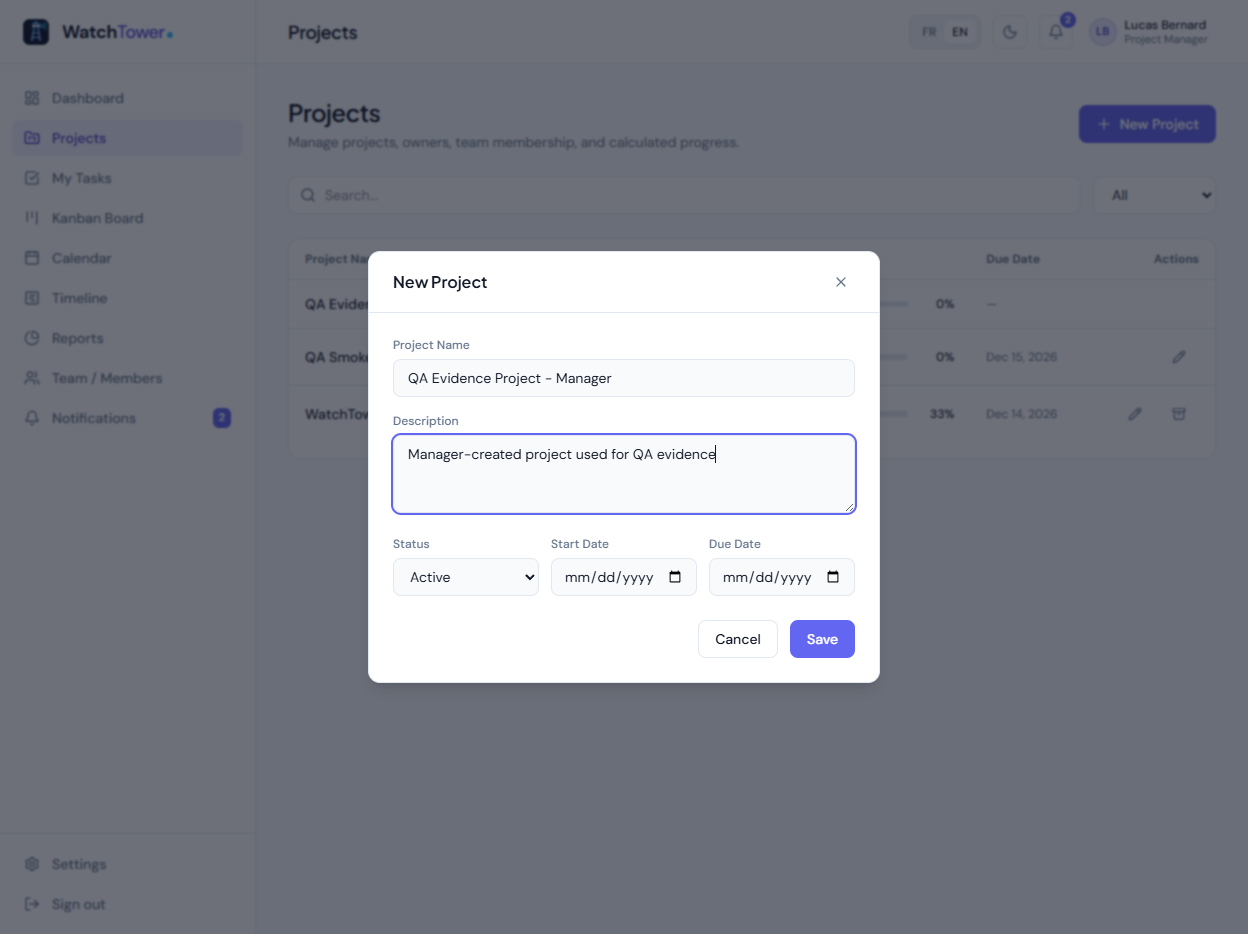 WatchTower
Projects
FR EN
2
LB
Lucas Bernard
Project Manager
Dashboard
Projects
My Tasks
Kanban Board
Calendar
Timeline
Reports
Team / Members
Notifications 2
Settings
Sign out
Projects
Manage projects, owners, team membership, and calculated progress.
+ New Project
Search...
All
Project Due Date Actions
QA 0% —
QA 0% Dec 15, 2026
33% Dec 14, 2026
New Project
Project Name
QA Evidence Project - Manager
Description
Manager-created project used for QA evidence
Status Start Date Due Date
Active mm/dd/yyyy mm/dd/yyyy
Cancel Save